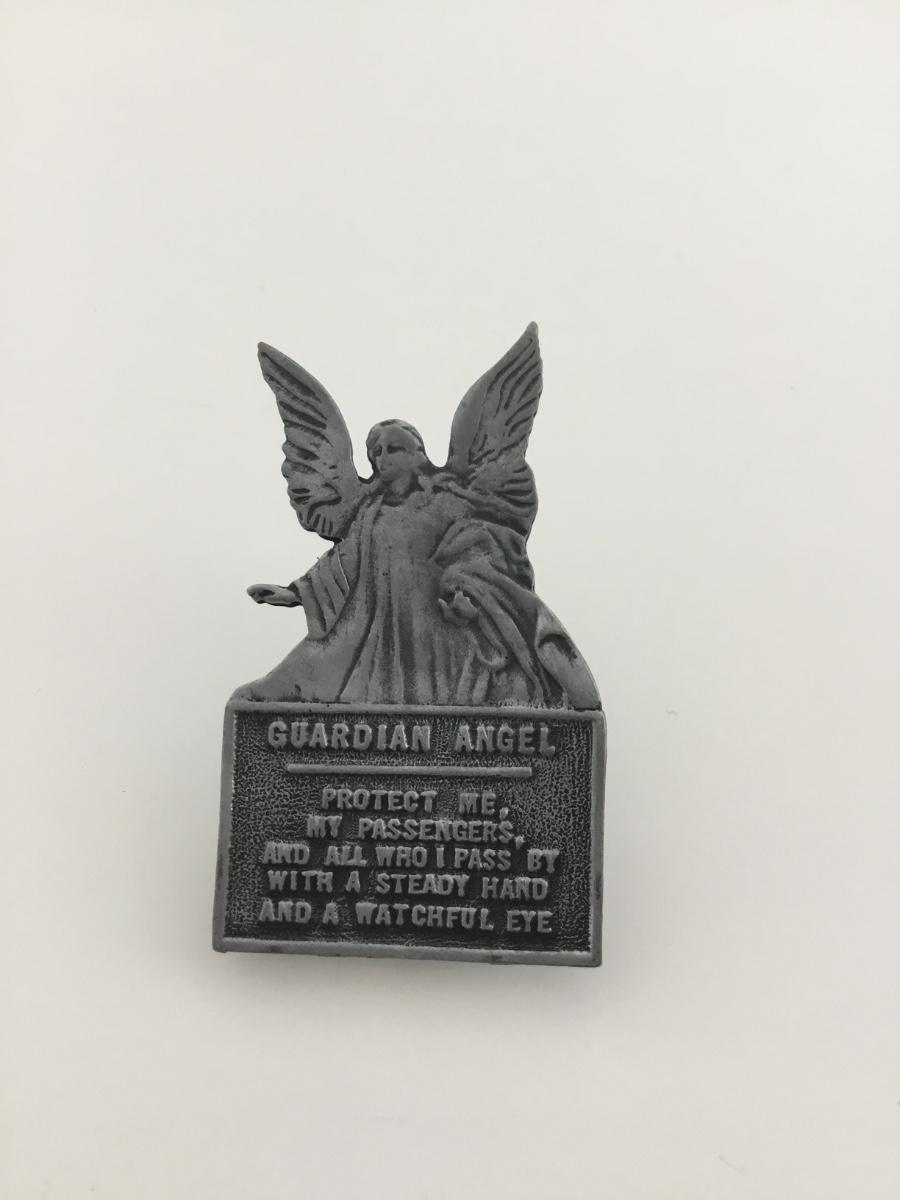 GUARDIAN ANGEL
PROTECT ME,
MY PASSENGERS,
AND ALL WHO I PASS BY
WITH A STEADY HAND
AND A WATCHFUL EYE